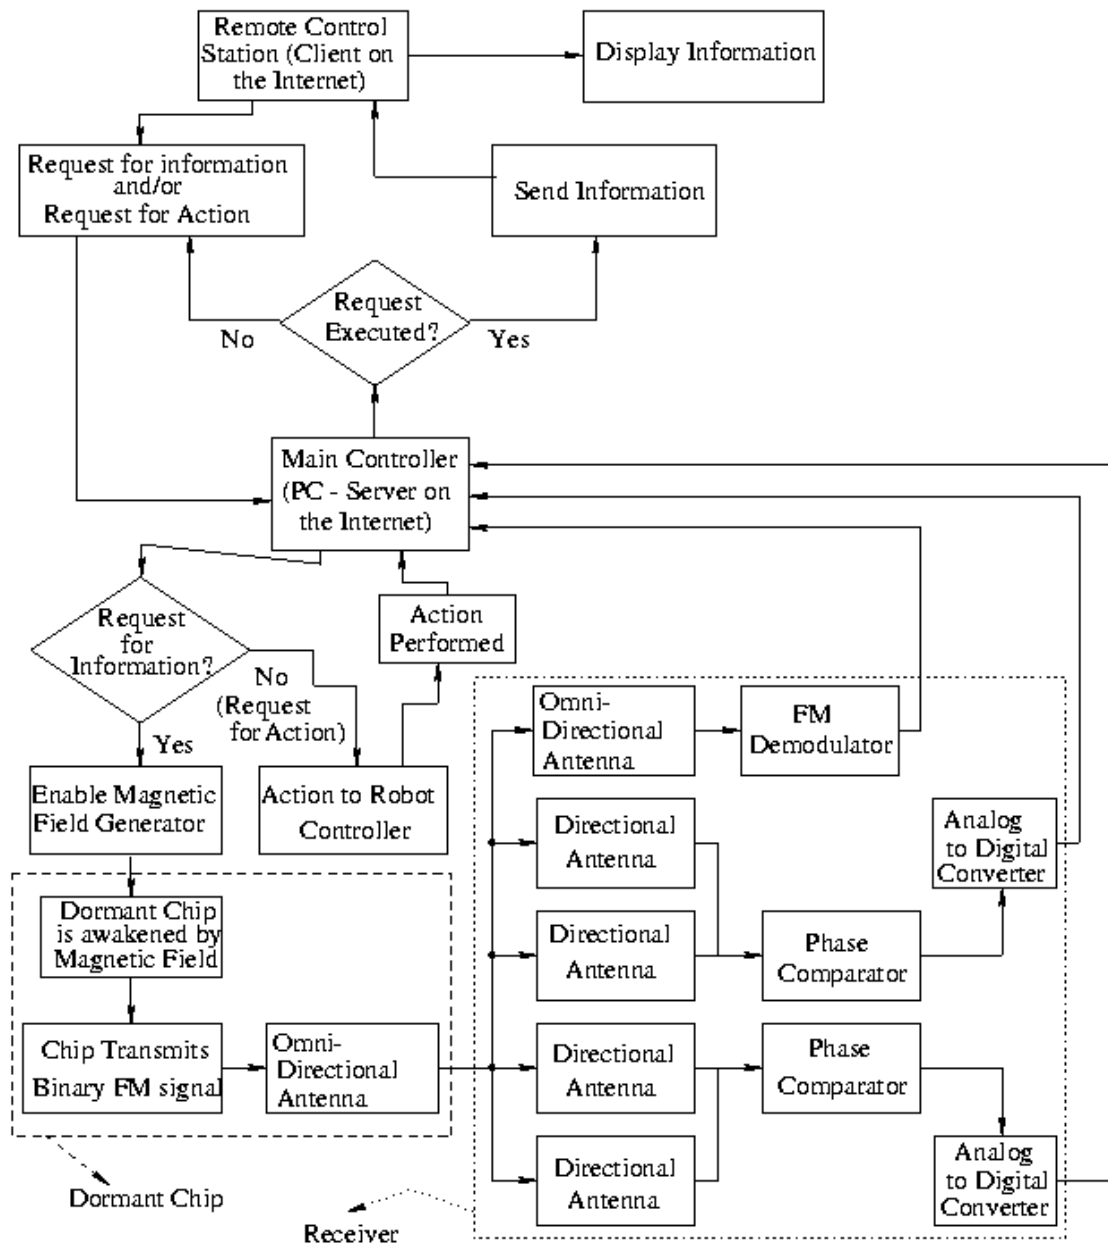 Remote Control
Station (Client on
the Internet)
Display Information
Request for information
and/or
Request for Action
Send Information
Request
Executed?
No
Yes
Main Controller
(PC - Server on
the Internet)
Request
for
Information?
Action
Performed
No
(Request
for Action)
Yes
Enable Magnetic
Field Generator
Action to Robot
Controller
Omni-
Directional
Antenna
FM
Demodulator
Directional
Antenna
Analog
to Digital
Converter
Dormant Chip
is awakened by
Magnetic Field
Directional
Antenna
Phase
Comparator
Chip Transmits
Binary FM signal
Omni-
Directional
Antenna
Directional
Antenna
Phase
Comparator
Directional
Antenna
Analog
to Digital
Converter
Dormant Chip
Receiver